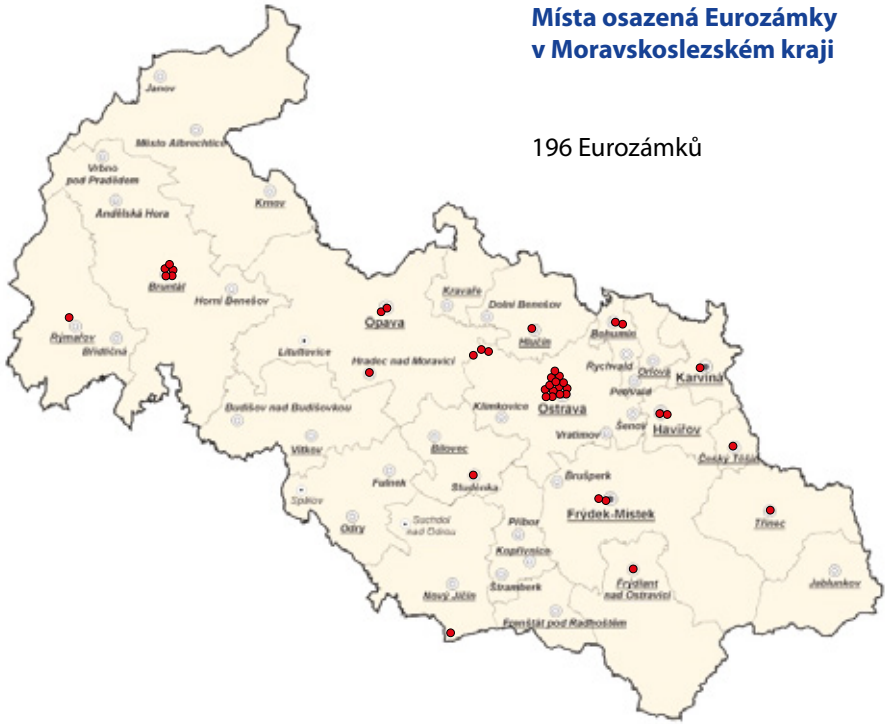 Místa osazená Eurozámky
v Moravskoslezském kraji
196 Eurozámků
Janov
Město Albrechtice
Vrbno
pod Pradědem
Andělská Hora
Krnov
Bruntál
Horní Benešov
Rýmařov
Břidličná
Opava
Kravaře
Dolní Benešov
Hlučín
Bohumín
Litultovice
Hradec nad Moravicí
Rychvald
Orlová
Karviná
Petřvald
Budišov nad Budišovkou
Klimkovice
Ostrava
Šenov
Havířov
Vratimov
Vítkov
Bílovec
Český Těšín
Fulnek
Studénka
Brušperk
Spálov
Odry
Suchdol
nad Odrou
Příbor
Frýdek-Místek
Třinec
Kopřivnice
Nový Jičín
Štramberk
Frýdlant
nad Ostravicí
Jablunkov
Frenštát pod Radhoštěm